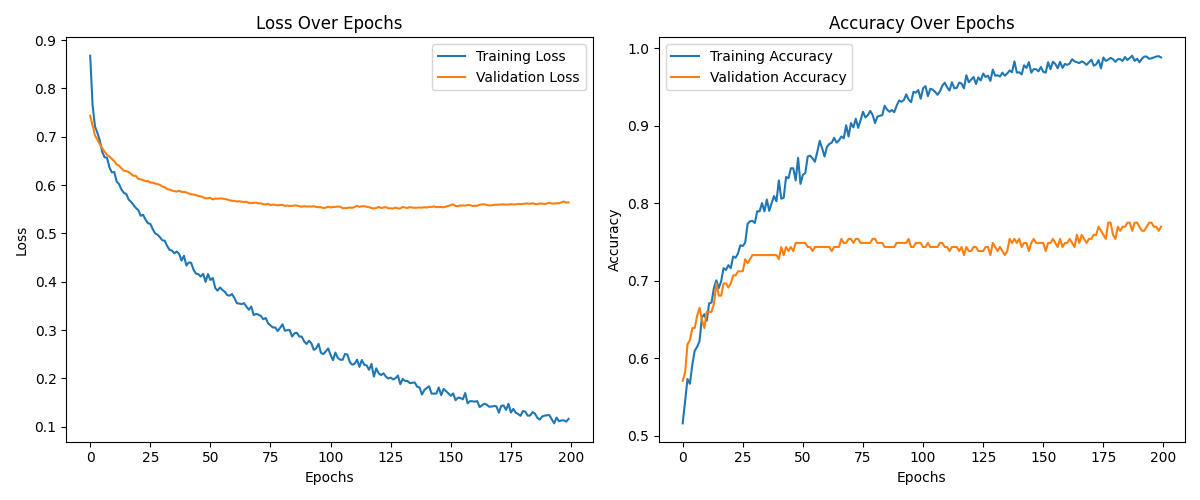 Loss Over Epochs
Training Loss
Validation Loss
0.9
0.8
0.7
0.6
0.5
0.4
0.3
0.2
0.1
Loss
0 25 50 75 100 125 150 175 200
Epochs
Accuracy Over Epochs
Training Accuracy
Validation Accuracy
1.0
0.9
0.8
0.7
0.6
0.5
Accuracy
0 25 50 75 100 125 150 175 200
Epochs